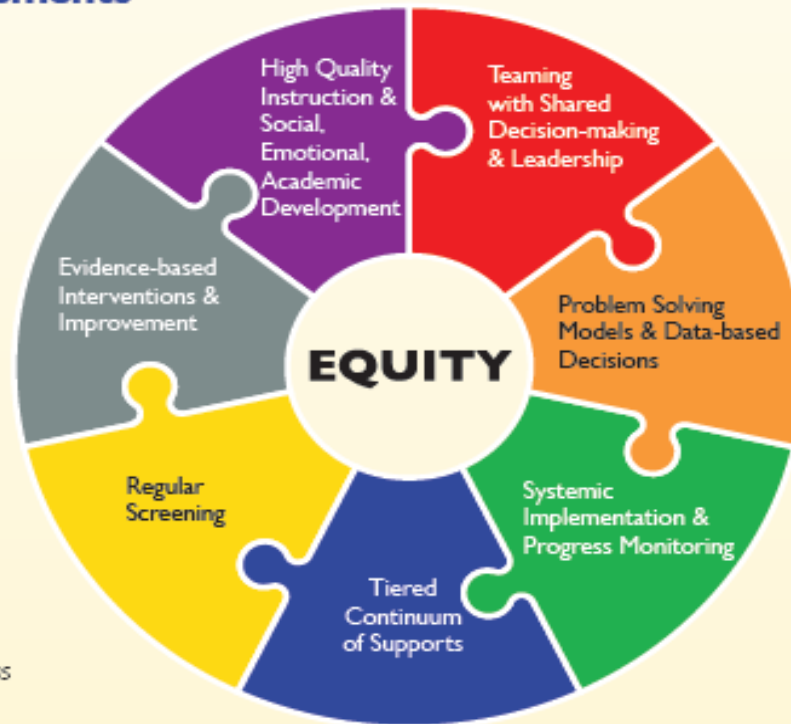 High Quality
Instruction &
Social,
Emotional,
Academic
Development
Teaming
with Shared
Decision-making
& Leadership
Evidence-based
Interventions &
Improvement
EQUITY
Problem Solving
Models & Data-based
Decisions
Regular
Screening
Systemic
Implementation &
Progress Monitoring
Tiered
Continuum
of Supports